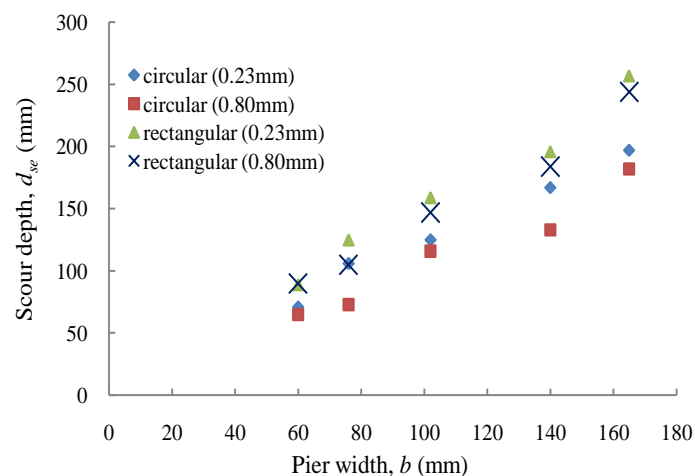 300
250
200
150
100
50
0
Scour depth, dse (mm)
circular (0.23mm)
circular (0.80mm)
rectangular (0.23mm)
rectangular (0.80mm)
0 20 40 60 80 100 120 140 160 180
Pier width, b (mm)